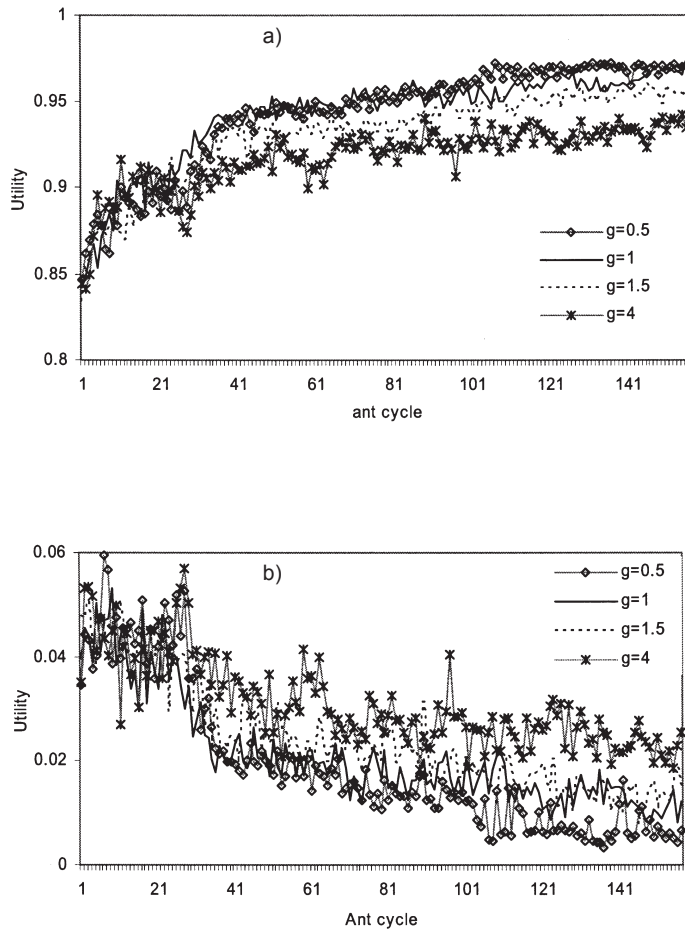 a)
1
0.95
0.9
0.85
0.8
Utility
g=0.5
g=1
g=1.5
g=4
1 21 41 61 81 101 121 141
ant cycle
b)
0.06
0.04
0.02
0
Utility
g=0.5
g=1
g=1.5
g=4
1 21 41 61 81 101 121 141
Ant cycle